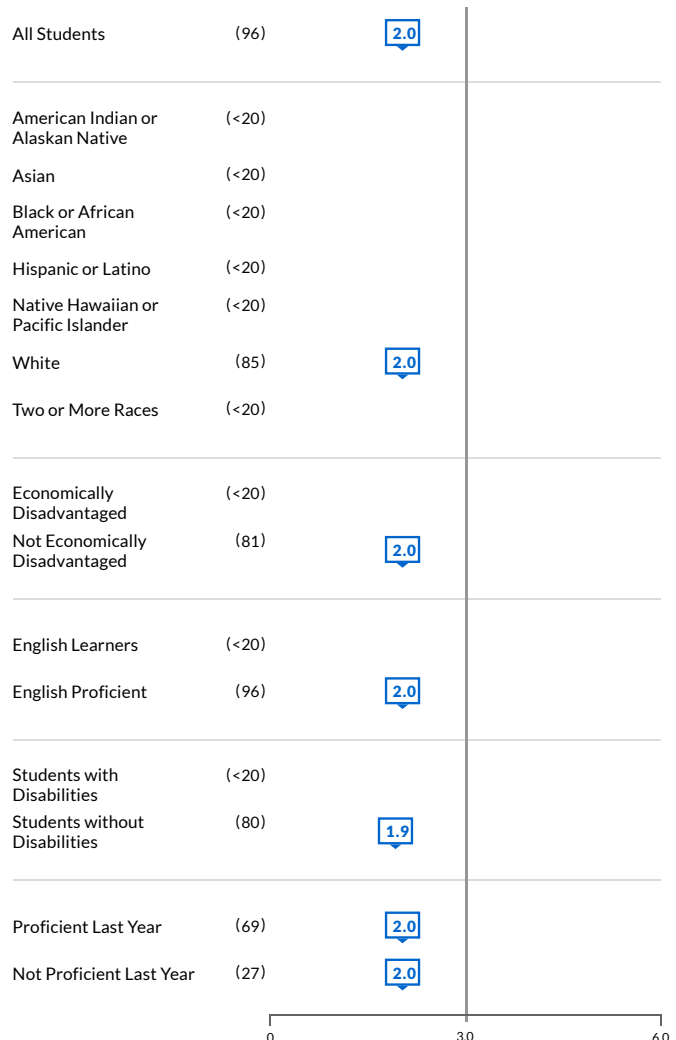 All Students (96) 2.0
American Indian or (<20)
Alaskan Native
Asian (<20)
Black or African (<20)
American
Hispanic or Latino (<20)
Native Hawaiian or (<20)
Pacific Islander
White (85) 2.0
Two or More Races (<20)
Economically (<20)
Disadvantaged
Not Economically (81) 2.0
Disadvantaged
English Learners (<20)
English Proficient (96) 2.0
Students with (<20)
Disabilities
Students without (80) 1.9
Disabilities
Proficient Last Year (69) 2.0
Not Proficient Last Year (27) 2.0
0 3.0 6.0